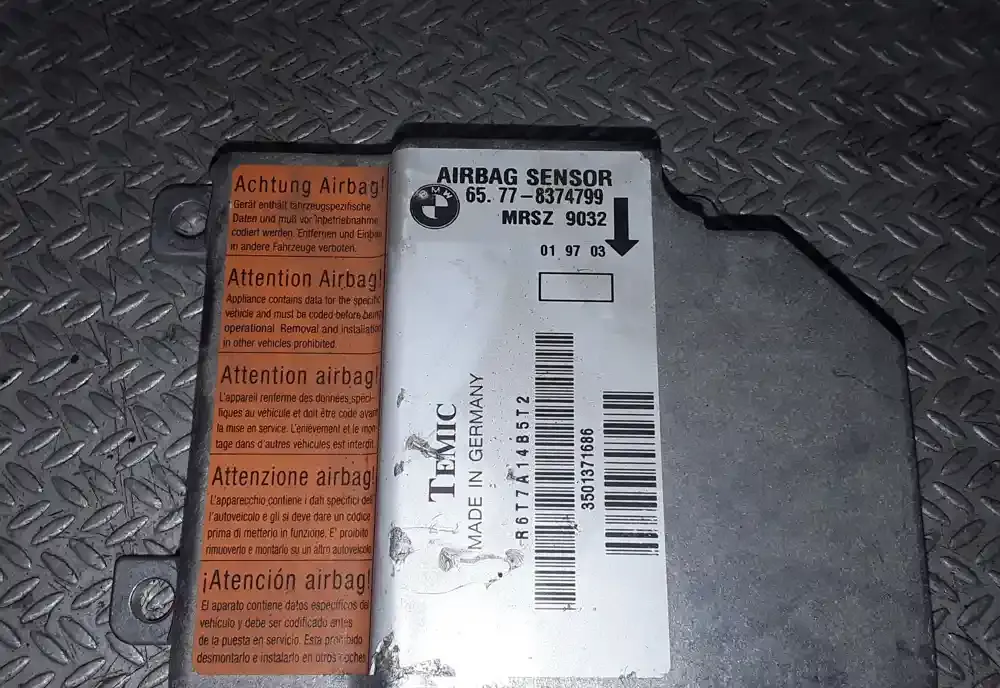 Achtung Airbag!
Gerät enthält fahrzeugspezifische
Daten und muß vor Inbetriebnahme
codiert werden. Entfernen und Einbau
in andere Fahrzeuge verboten.
Attention Airbag!
Appliance contains data for the specific
vehicle and must be coded before being
operational. Removal and installation
in other vehicles prohibited.
Attention airbag!
L'appareil renferme des données spéci-
fiques au véhicule et doit être codé avant
la mise en service. L'enlèvement et le mon-
tage dans d'autres véhicules est interdit.
Attenzione airbag!
L'apparecchio contiene i dati specifici del
l'autoveicolo e gli si deve dare un codice
prima di metterlo in funzione. E' proibito
rimuoverlo e montarlo su un altro autoveicolo
¡Atención airbag!
El aparato contiene datos específicos del
vehículo y debe ser codificado antes
de la puesta en servicio. Está prohibido
desmontarlo e instalarlo en otros coches
AIRBAG SENSOR
BMW
65. 77-8374799
MRSZ 9032
01 97 03
TEMIC
MADE IN GERMANY
R6T7A14B5T2
3501371686